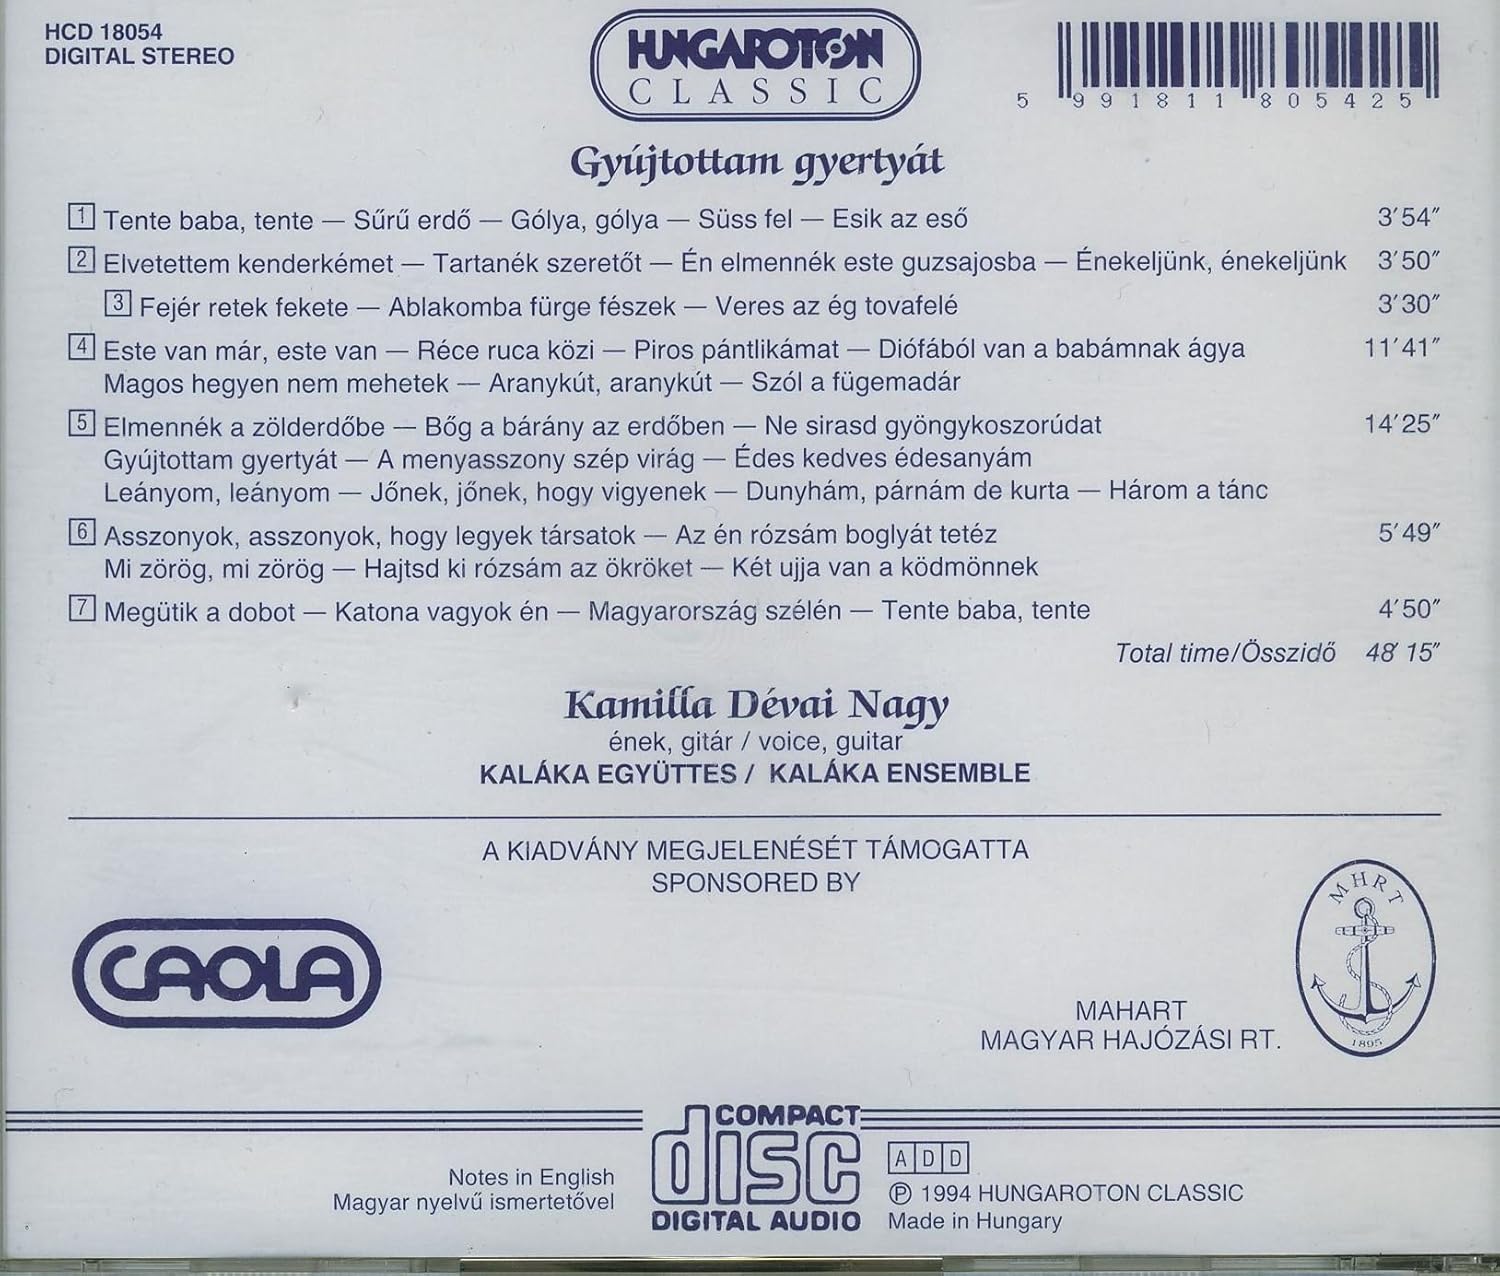 HCD 18054
DIGITAL STEREO
HUNGAROTON
CLASSIC
5 991811 805425
Gyújtottam gyertyát
1 Tente baba, tente — Sűrű erdő — Gólya, gólya — Süss fel — Esik az eső 3′54″
2 Elvetettem kenderkémet — Tartanék szeretőt — Én elmennék este guzsajosba — Énekeljünk, énekeljünk 3′50″
3 Fejér retek fekete — Ablakomba fürge fészek — Veres az ég tovafelé 3′30″
4 Este van már, este van — Réce ruca közi — Piros pántlikámat — Diófából van a babámnak ágya 11′41″
Magos hegyen nem mehetek — Aranykút, aranykút — Szól a fügemadár
5 Elmennék a zölderdőbe — Bőg a bárány az erdőben — Ne sirasd gyöngykoszorúdat 14′25″
Gyújtottam gyertyát — A menyasszony szép virág — Édes kedves édesanyám
Leányom, leányom — Jőnek, jőnek, hogy vigyenek — Dunyhám, párnám de kurta — Három a tánc
6 Asszonyok, asszonyok, hogy legyek társatok — Az én rózsám boglyát tetéz 5′49″
Mi zörög, mi zörög — Hajtsd ki rózsám az ökröket — Két ujja van a ködmönnek
7 Megütik a dobot — Katona vagyok én — Magyarország szélén — Tente baba, tente 4′50″
Total time/Összidő 48′15″
Kamilla Dévai Nagy
ének, gitár / voice, guitar
KALÁKA EGYÜTTES / KALÁKA ENSEMBLE
A KIADVÁNY MEGJELENÉSÉT TÁMOGATTA
SPONSORED BY
CAOLA
MHRT
1895
MAHART
MAGYAR HAJÓZÁSI RT.
Notes in English
Magyar nyelvű ismertetővel
COMPACT
disc
DIGITAL AUDIO
ADD
℗ 1994 HUNGAROTON CLASSIC
Made in Hungary